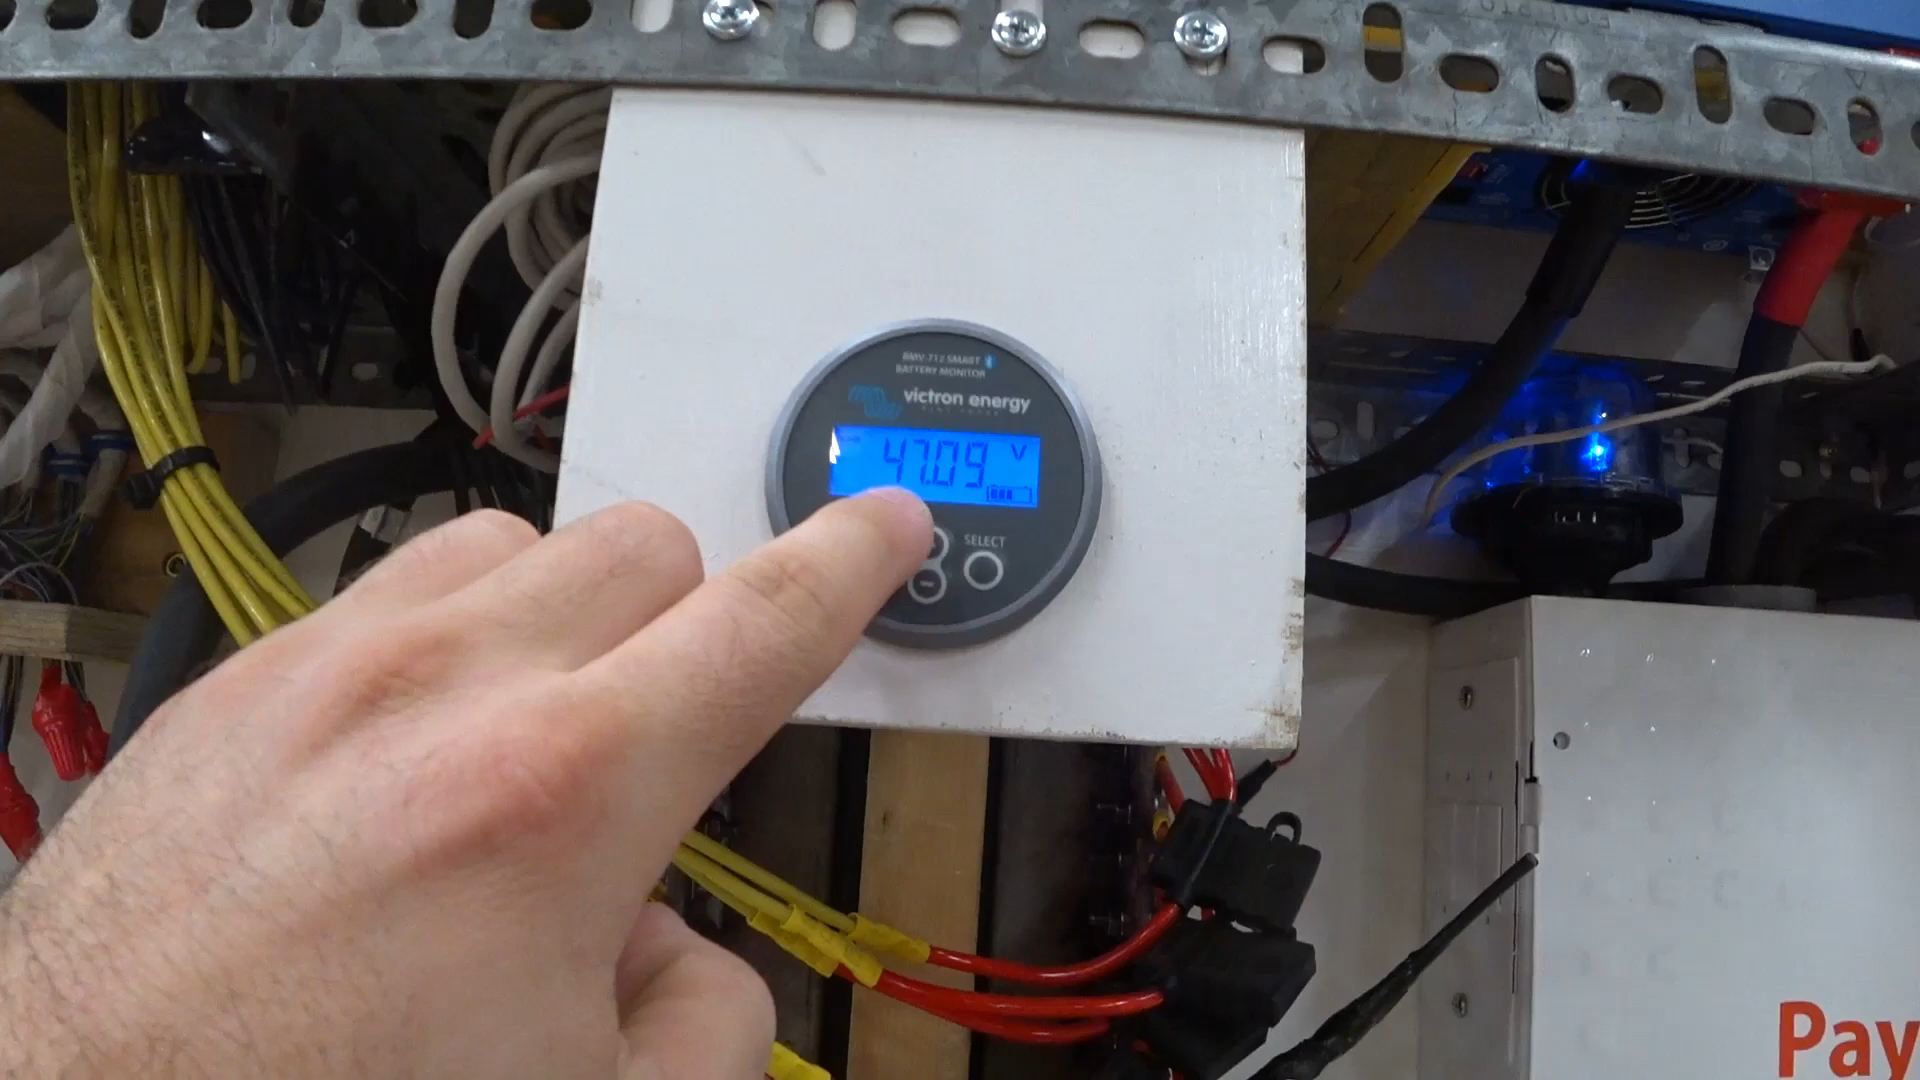 BMV-712 SMART
BATTERY MONITOR
victron energy
47.09 V
SELECT
+
−
Pay